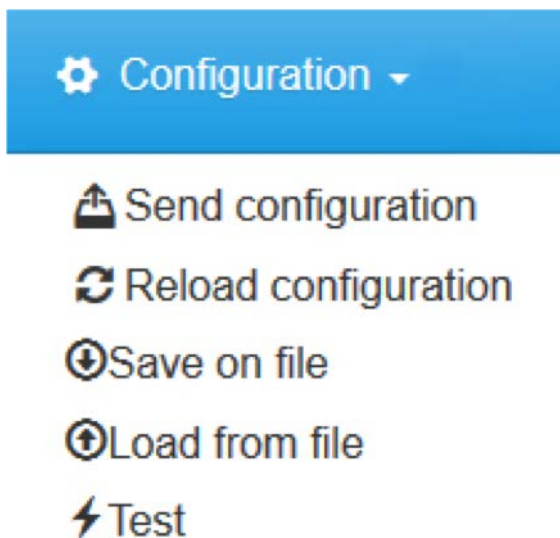 Configuration
Send configuration
Reload configuration
Save on file
Load from file
Test